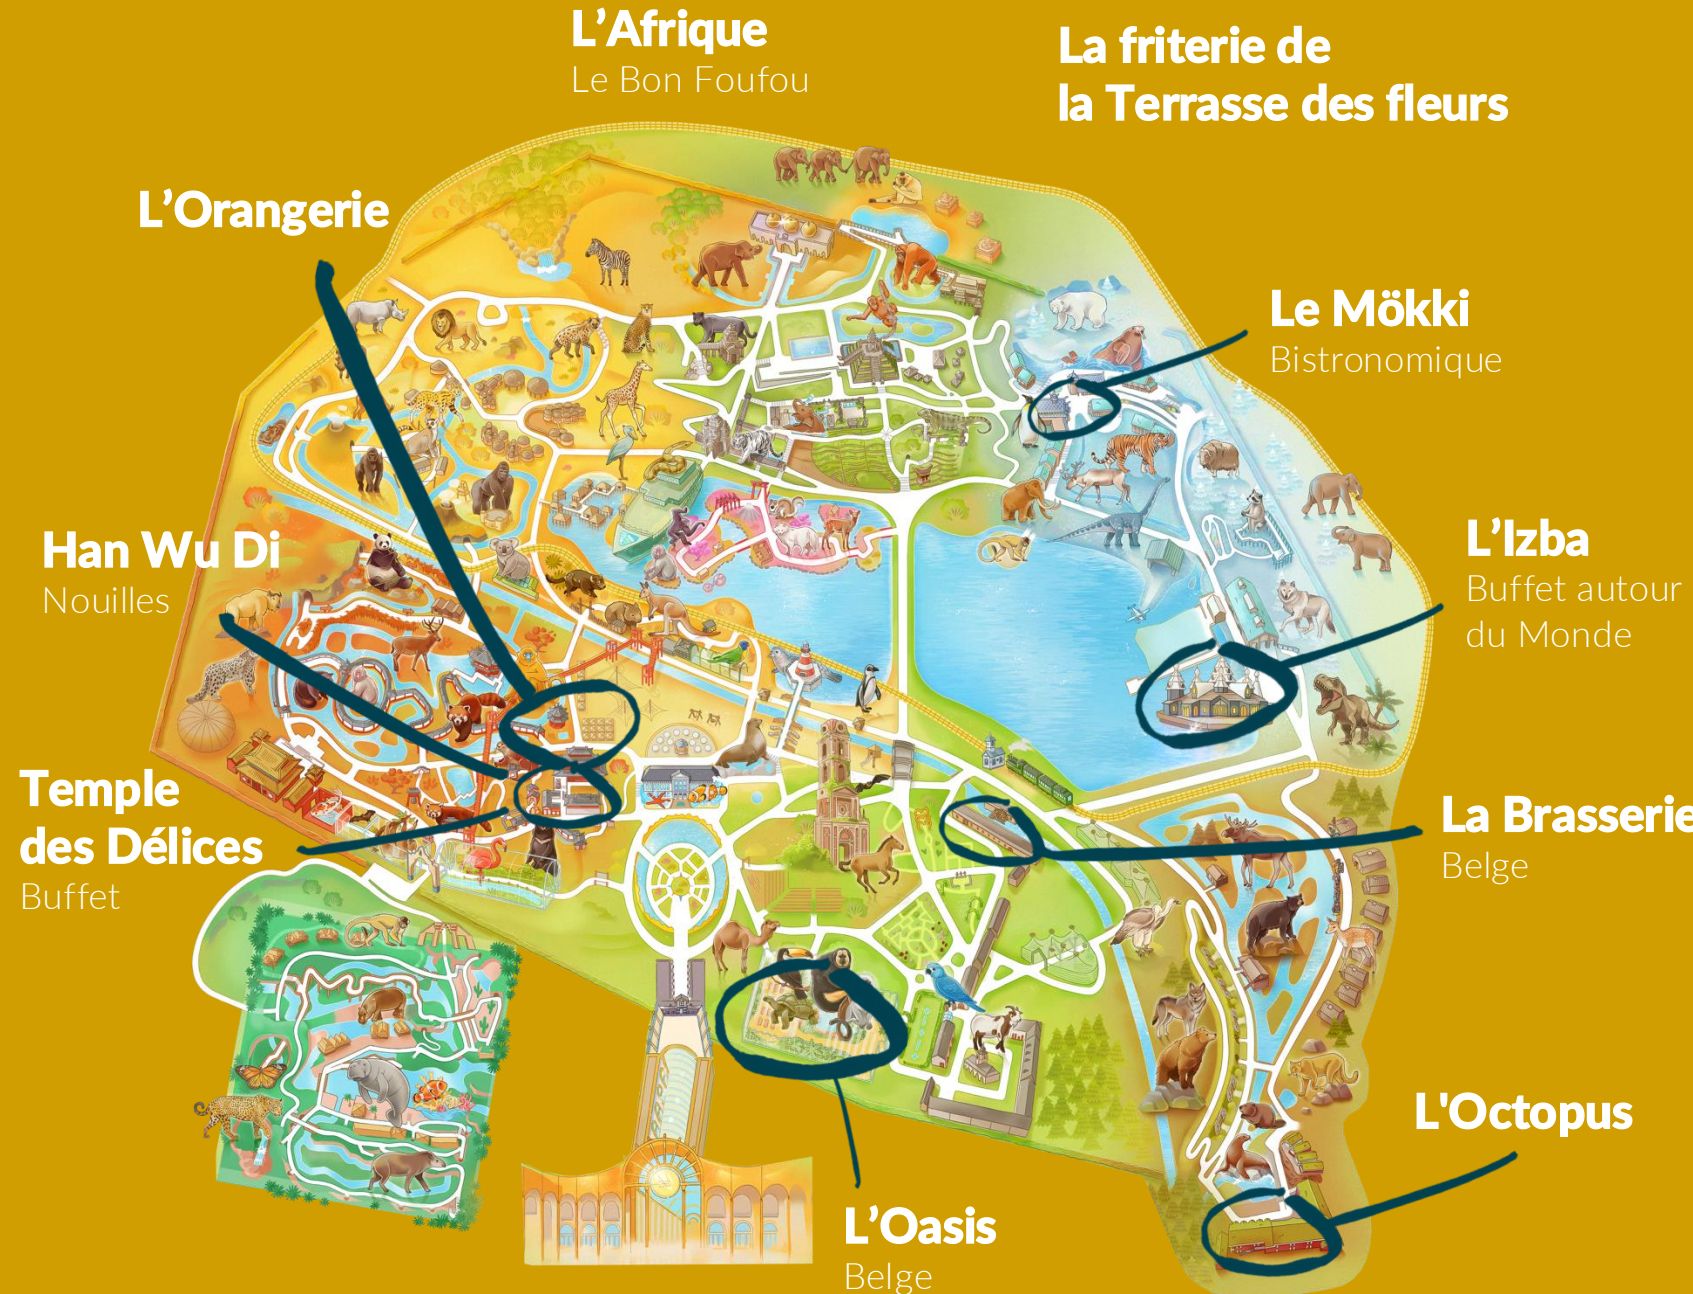 L’Afrique
Le Bon Foufou
La friterie de
la Terrasse des fleurs
L’Orangerie
Le Mökki
Bistronomique
Han Wu Di
Nouilles
L’Izba
Buffet autour
du Monde
Temple
des Délices
Buffet
La Brasserie
Belge
L'Octopus
L’Oasis
Belge